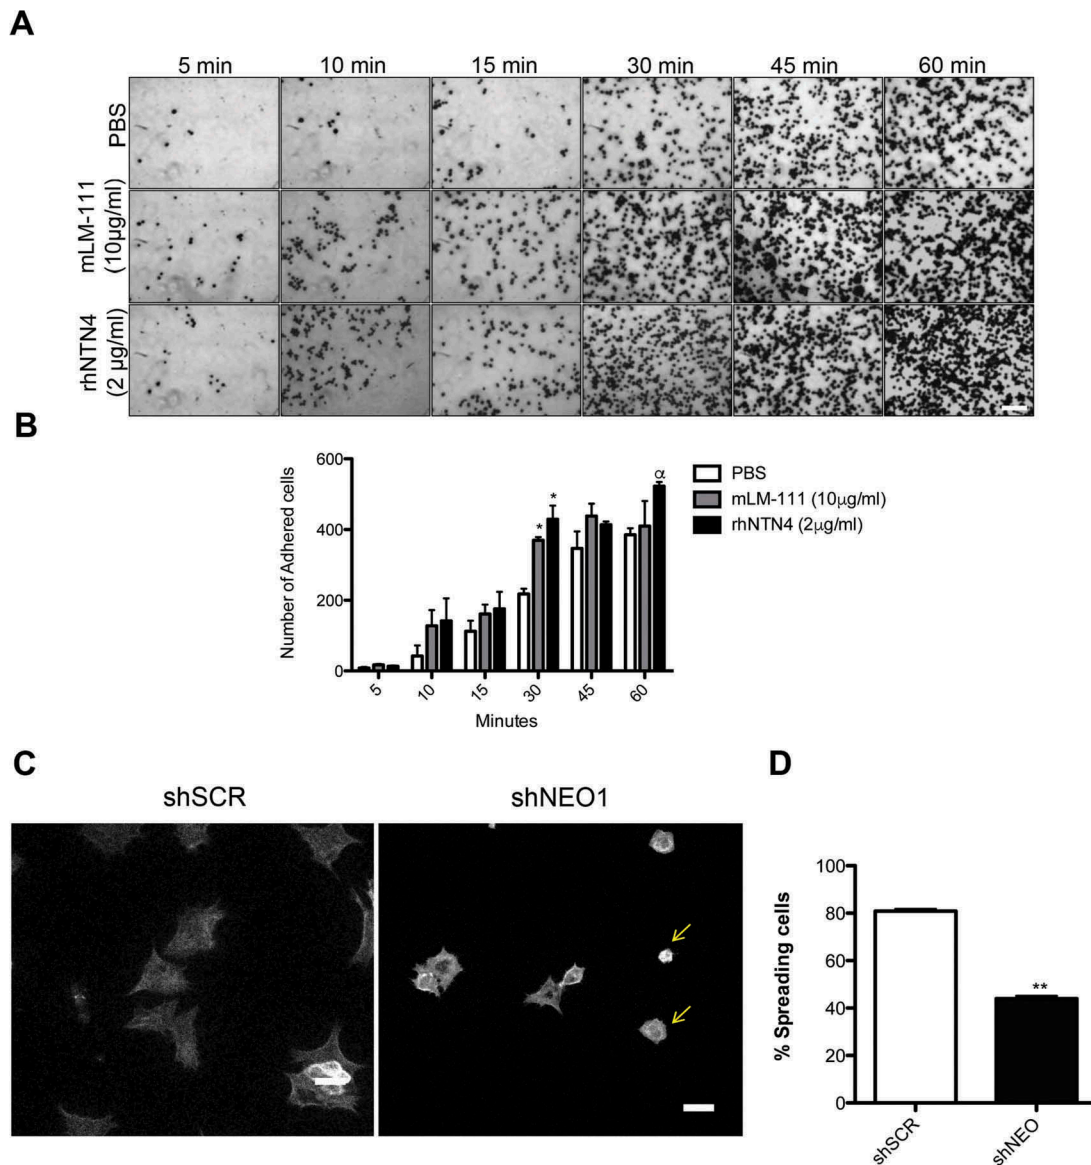 A
5 min 10 min 15 min 30 min 45 min 60 min
PBS
mLM-111
(10µg/ml)
rhNTN4
(2 µg/ml)
B
600
400
200
0
Number of Adhered cells
*
*
α
5 10 15 30 45 60
Minutes
PBS
mLM-111 (10µg/ml)
rhNTN4 (2µg/ml)
C
shSCR shNEO1
D
100
80
60
40
20
0
% Spreading cells
**
shSCR shNEO